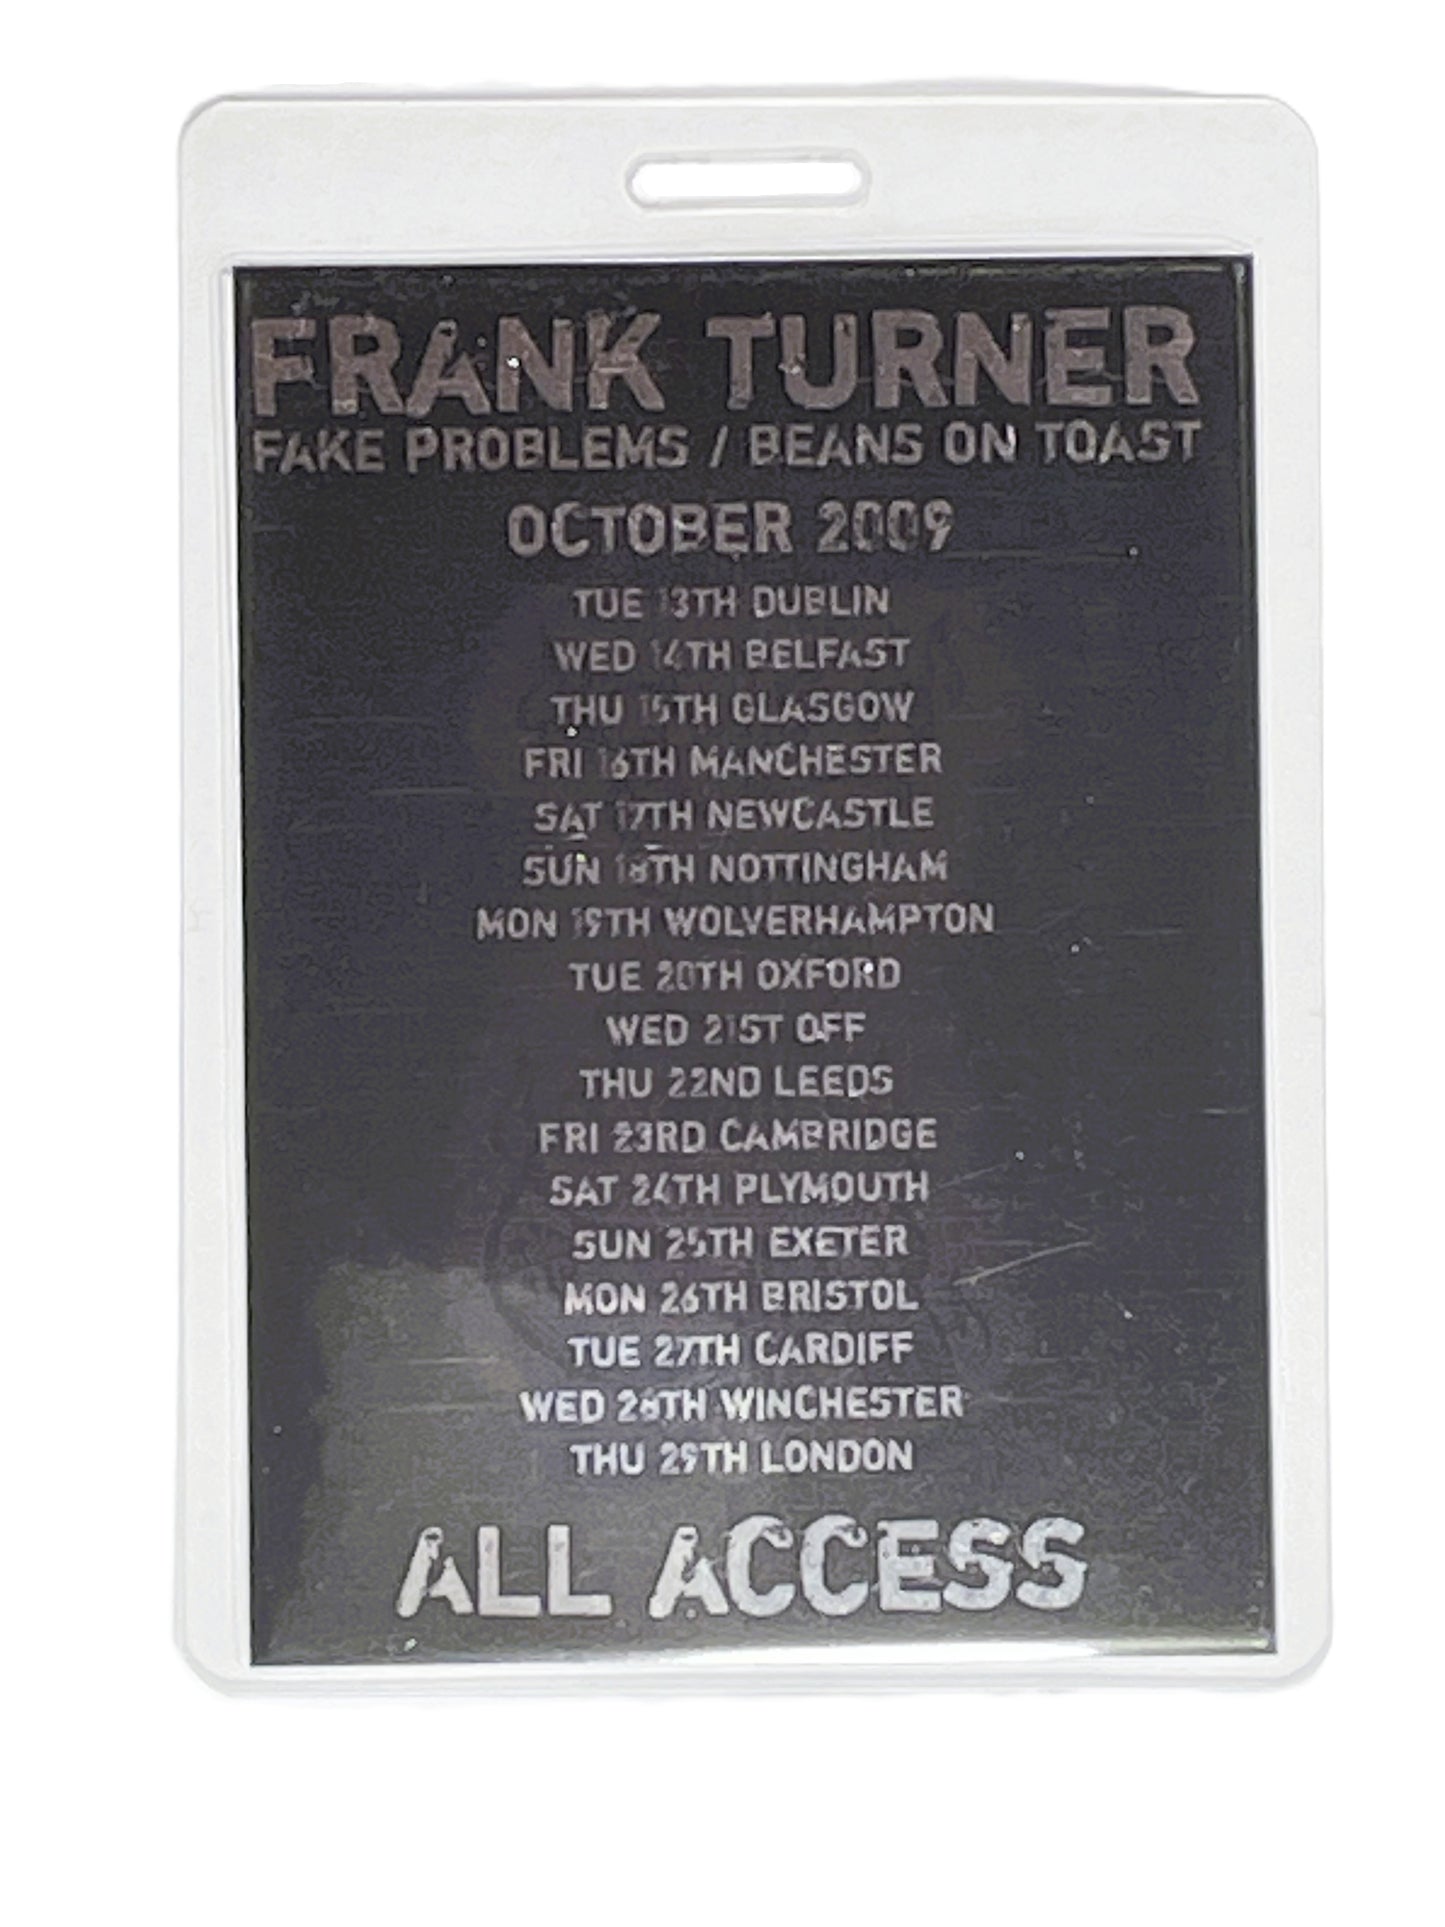 FRANK TURNER
FAKE PROBLEMS / BEANS ON TOAST
OCTOBER 2009
TUE 13TH DUBLIN
WED 14TH BELFAST
THU 15TH GLASGOW
FRI 16TH MANCHESTER
SAT 17TH NEWCASTLE
SUN 18TH NOTTINGHAM
MON 19TH WOLVERHAMPTON
TUE 20TH OXFORD
WED 21ST OFF
THU 22ND LEEDS
FRI 23RD CAMBRIDGE
SAT 24TH PLYMOUTH
SUN 25TH EXETER
MON 26TH BRISTOL
TUE 27TH CARDIFF
WED 28TH WINCHESTER
THU 29TH LONDON
ALL ACCESS